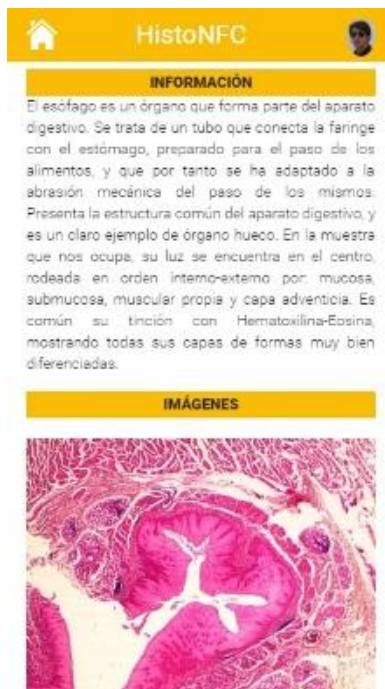 HistoNFC
INFORMACIÓN
El esófago es un órgano que forma parte del aparato
digestivo. Se trata de un tubo que conecta la faringe
con el estómago, preparado para el paso de los
alimentos, y que por tanto se ha adaptado a la
abrasión mecánica del paso de los mismos.
Presenta la estructura común del aparato digestivo, y
es un claro ejemplo de órgano hueco. En la muestra
que nos ocupa, su luz se encuentra en el centro,
rodeada en orden interno-externo por: mucosa,
submucosa, muscular propia y capa adventicia. Es
común su tinción con Hematoxilina-Eosina,
mostrando todas sus capas de formas muy bien
diferenciadas.
IMÁGENES